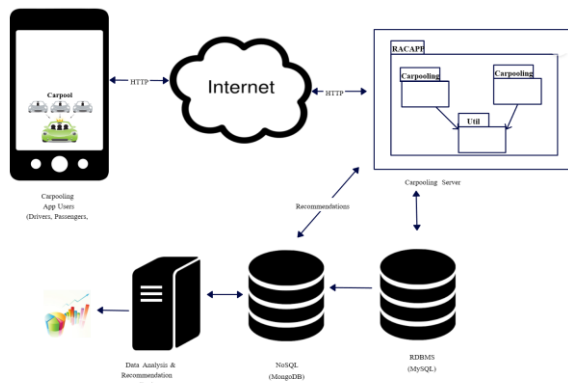 RACAPP
Carpool
HTTP
Internet
HTTP
Carpooling
Carpooling
Util
Carpooling
App Users
(Drivers, Passengers,
Carpooling Server
Recommendations
Data Analysis &
Recommendation
NoSQL
(MongoDB)
RDBMS
(MySQL)